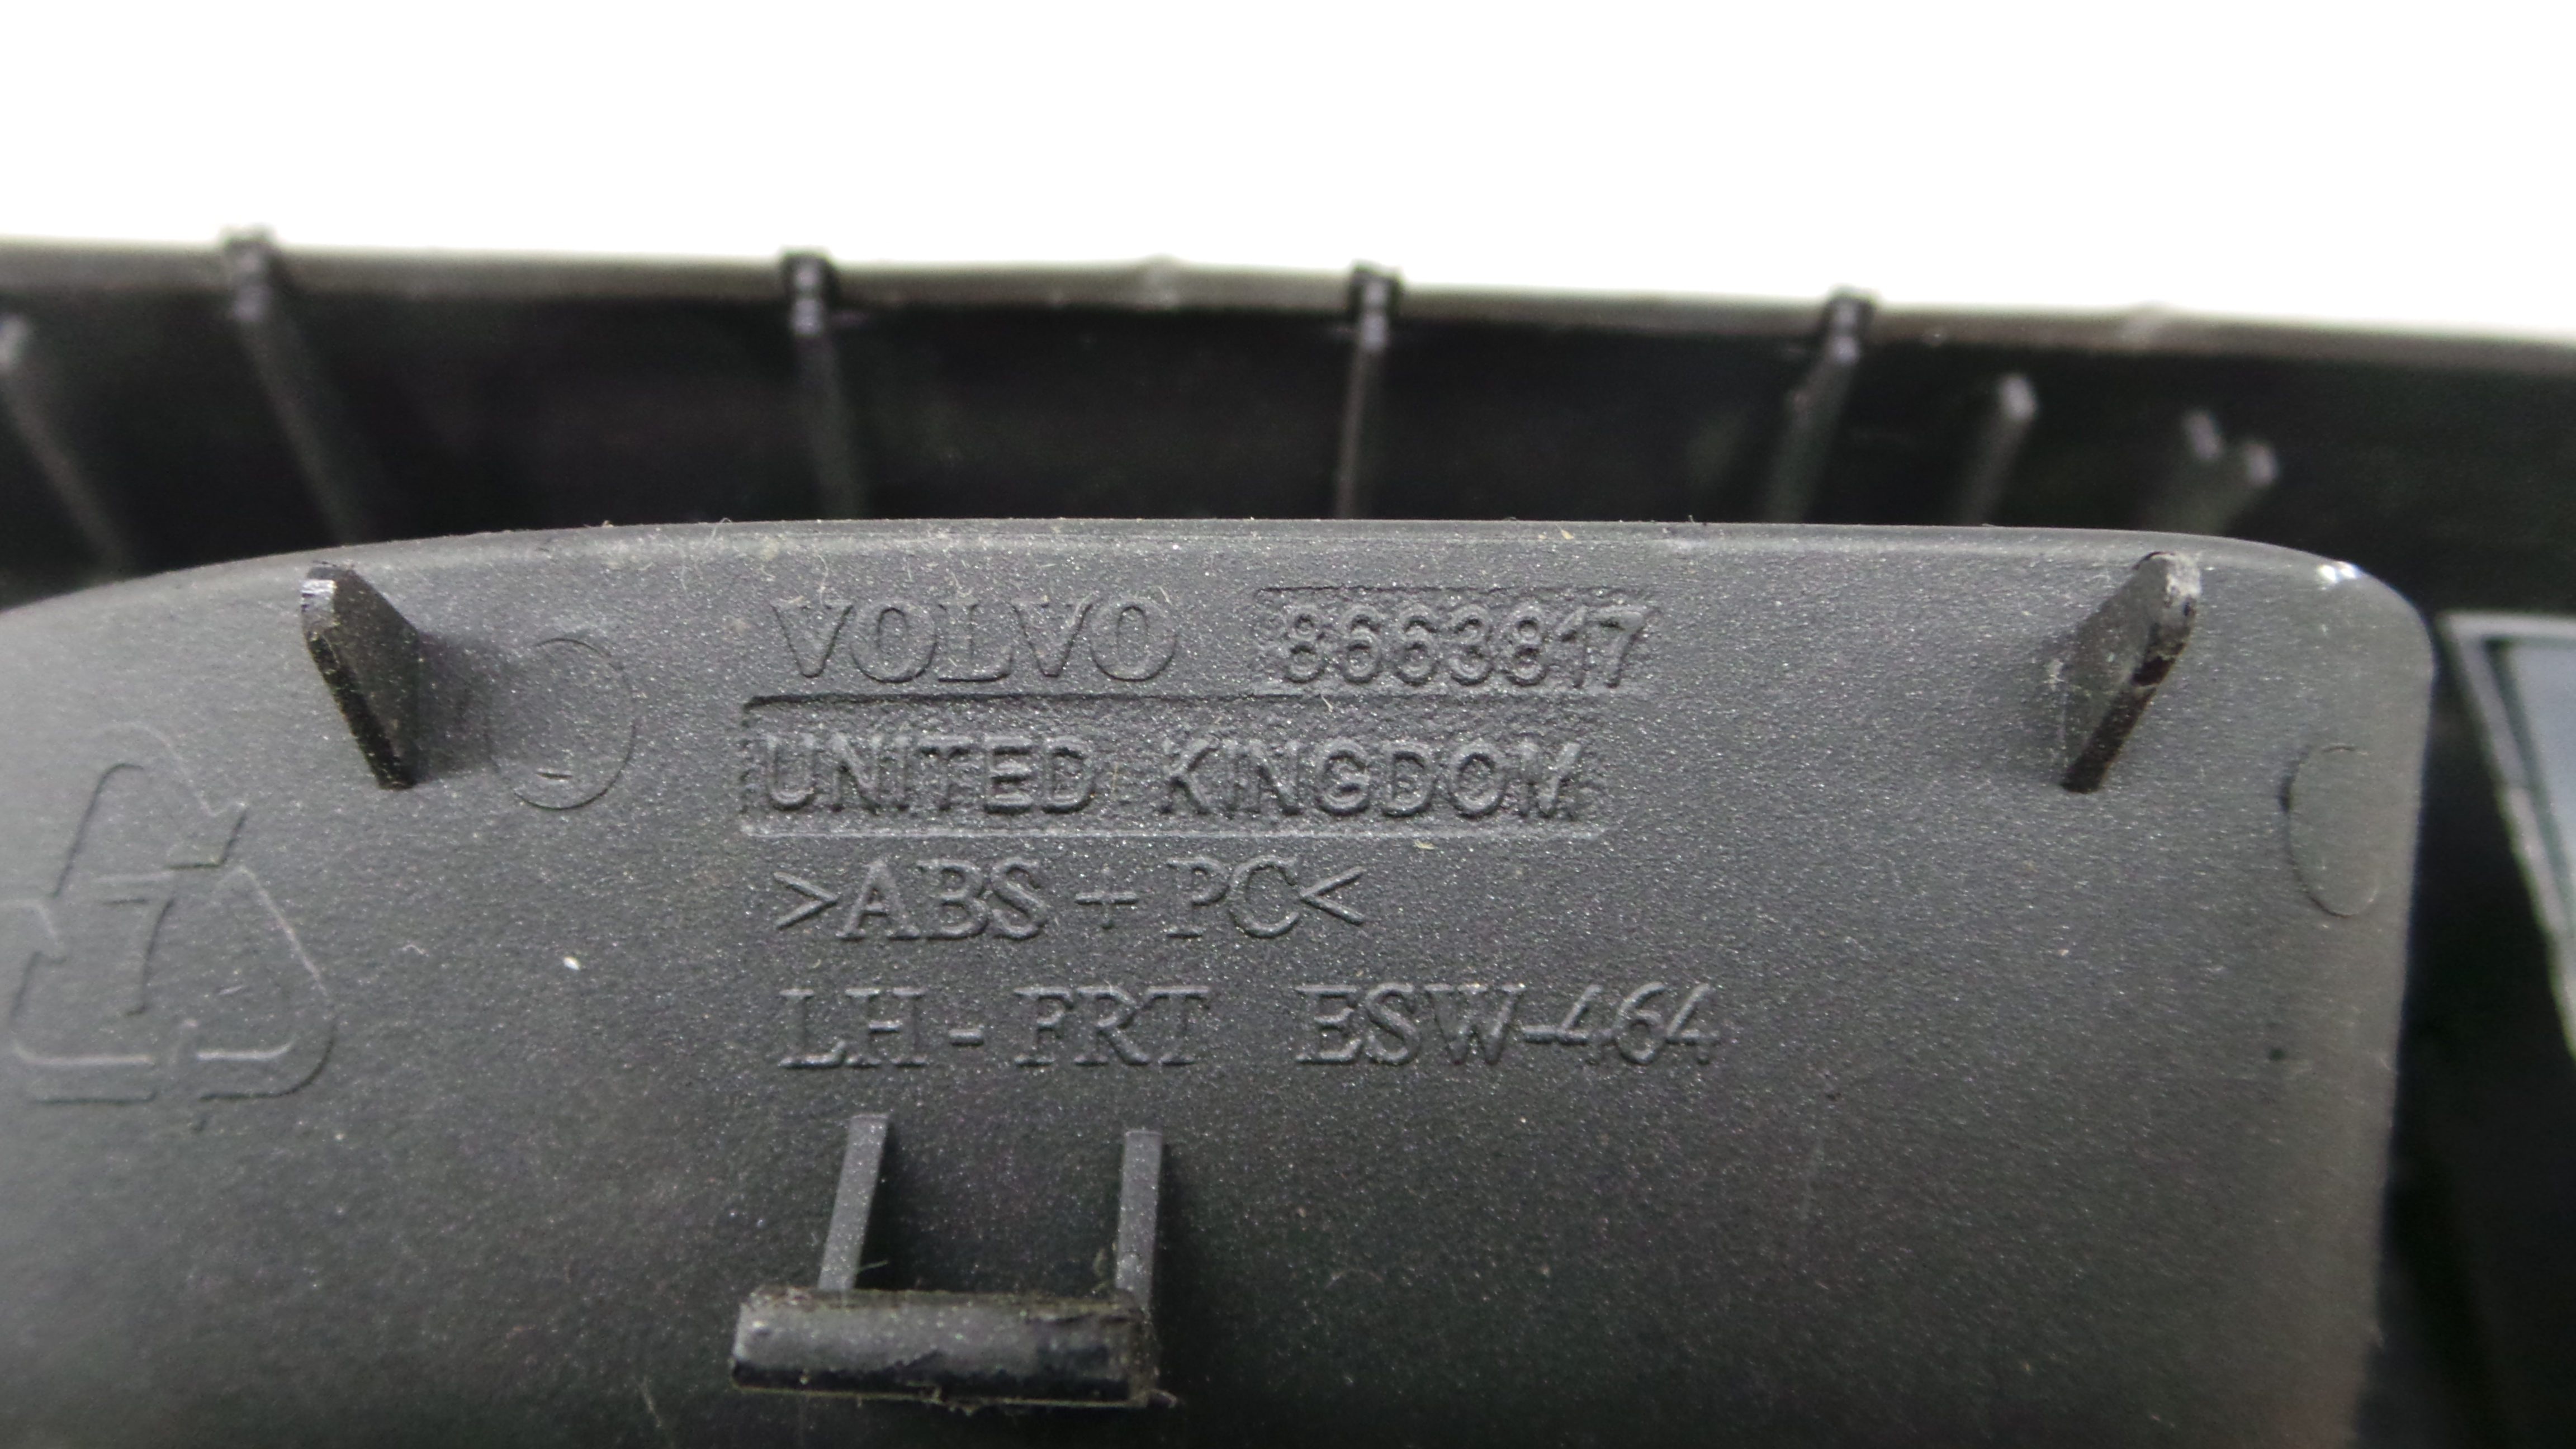 VOLVO 8663817
UNITED KINGDOM
>ABS + PC<
LH - FRT ESW-464